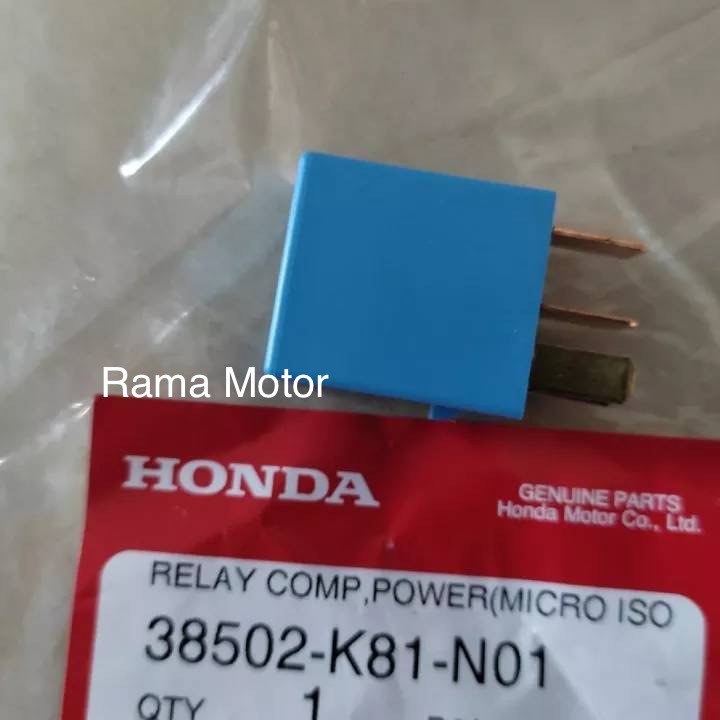 Rama Motor
HONDA
GENUINE PARTS
Honda Motor Co., Ltd.
RELAY COMP,POWER(MICRO ISO
38502-K81-N01
QTY 1